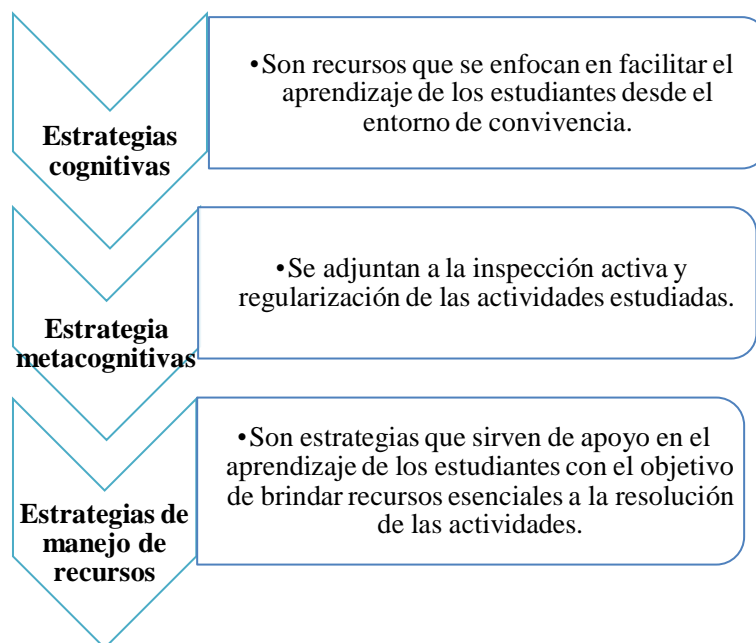 Estrategias
cognitivas
•Son recursos que se enfocan en facilitar el
aprendizaje de los estudiantes desde el
entorno de convivencia.
Estrategia
metacognitivas
•Se adjuntan a la inspección activa y
regularización de las actividades estudiadas.
Estrategias de
manejo de
recursos
•Son estrategias que sirven de apoyo en el
aprendizaje de los estudiantes con el objetivo
de brindar recursos esenciales a la resolución
de las actividades.